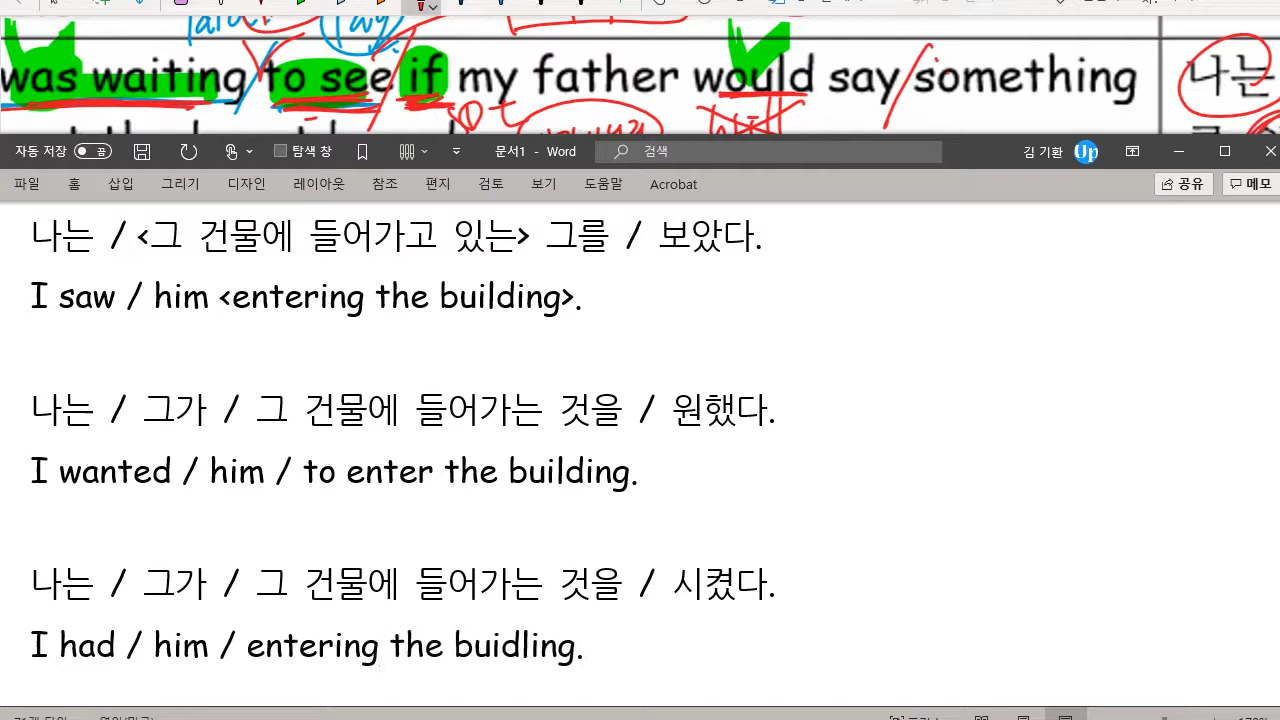 was waiting to see if my father would say something
나는
자동 저장 끔 탐색 창 문서1 - Word 검색 김 기환 Up
파일 홈 삽입 그리기 디자인 레이아웃 참조 편지 검토 보기 도움말 Acrobat 공유 메모
나는 / <그 건물에 들어가고 있는> 그를 / 보았다.
I saw / him <entering the building>.
나는 / 그가 / 그 건물에 들어가는 것을 / 원했다.
I wanted / him / to enter the building.
나는 / 그가 / 그 건물에 들어가는 것을 / 시켰다.
I had / him / entering the buidling.